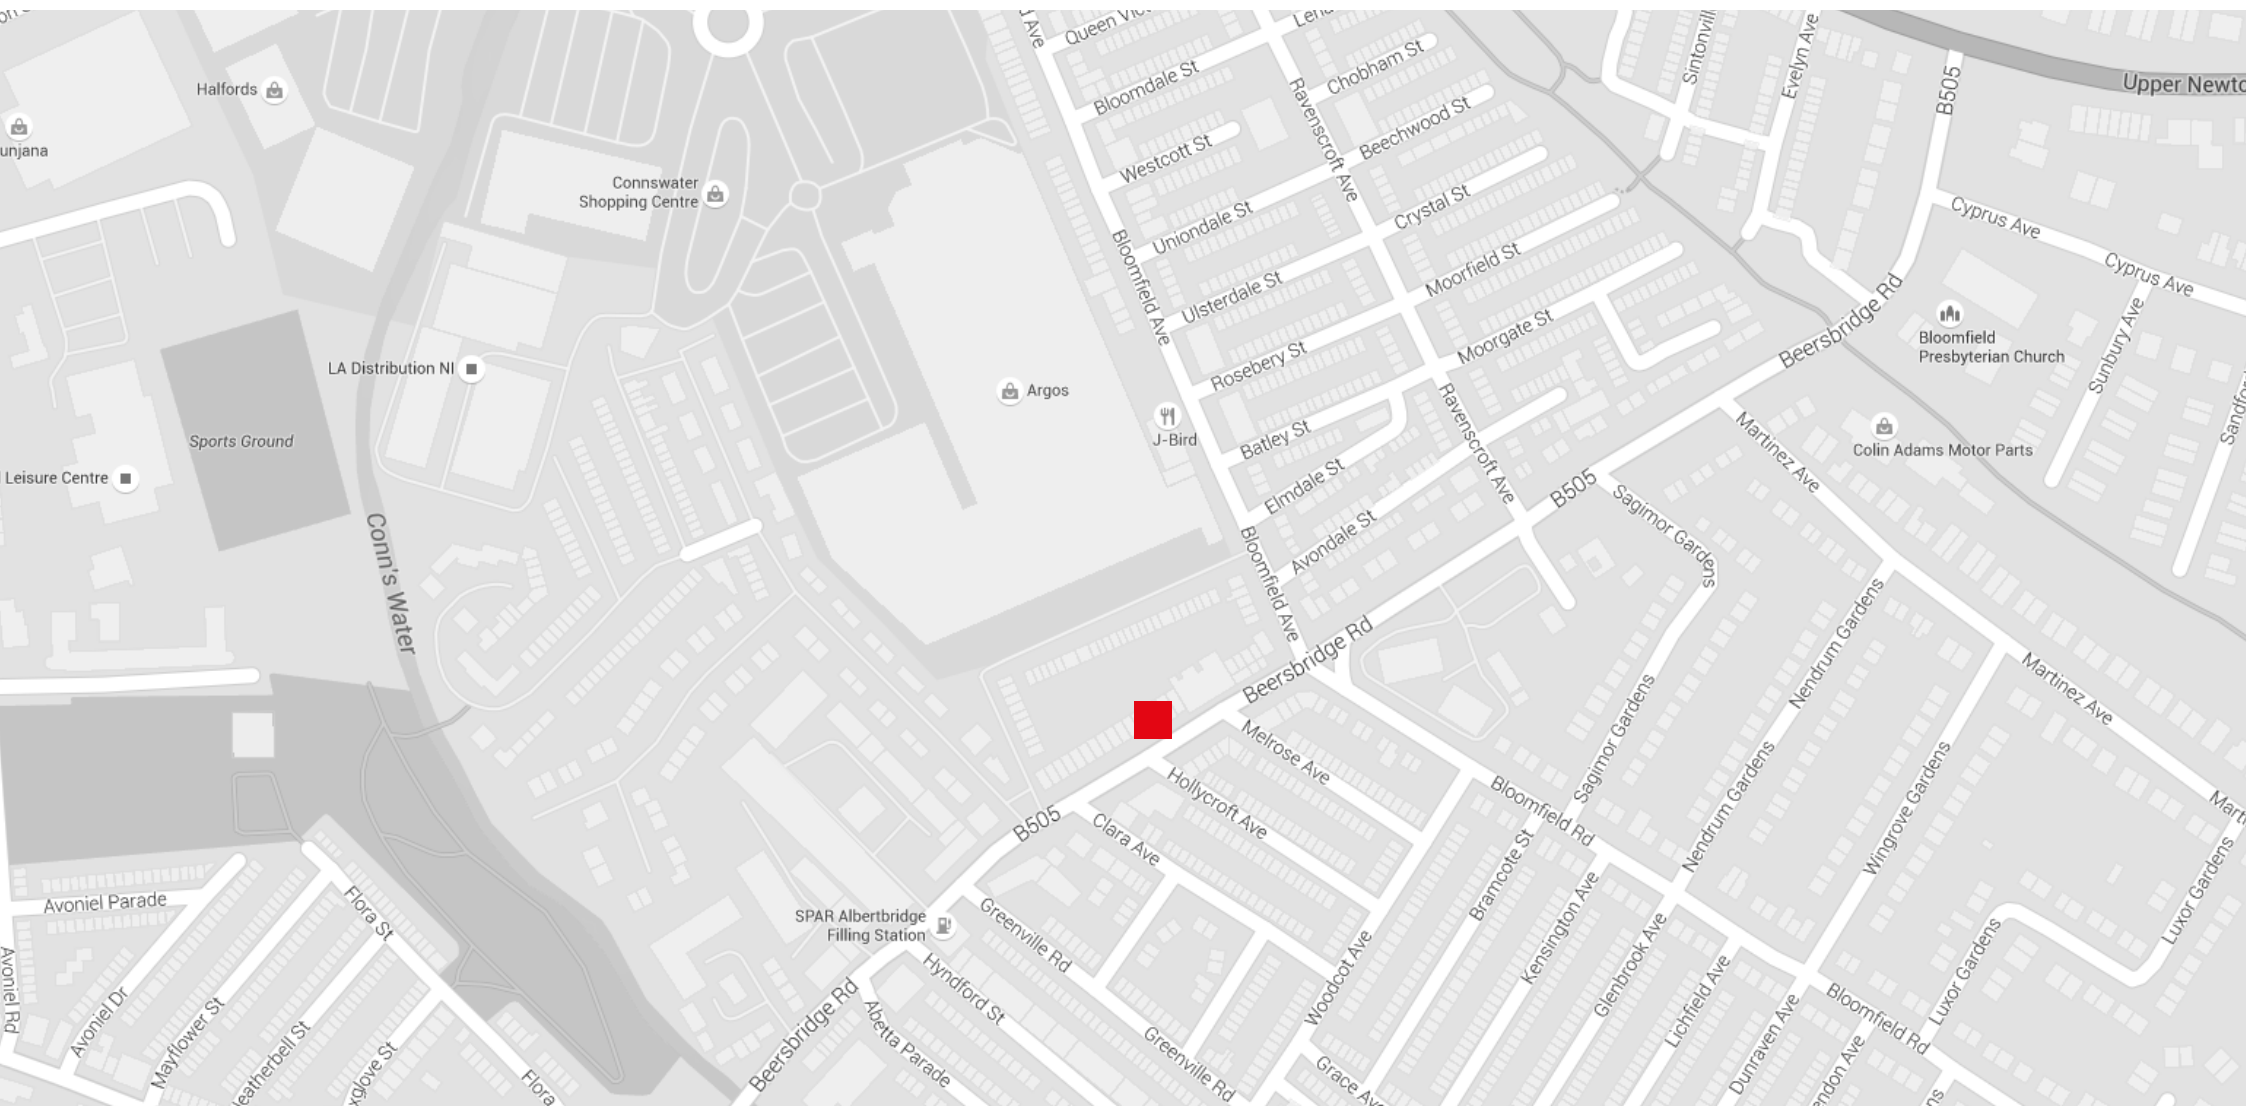 Queen Vic
Bloomdale St
Chobham St
Sintonvill
Evelyn Ave
B505
Upper Newto
Halfords
Ravenscroft Ave
Beechwood St
Westcott St
unjana
Connswater
Shopping Centre
Crystal St
Uniondale St
Cyprus Ave
Cyprus Ave
Bloomfield Ave
Moorfield St
Ulsterdale St
Beersbridge Rd
Sunbury Ave
Bloomfield
Presbyterian Church
Moorgate St
Rosebery St
LA Distribution NI
Argos
J-Bird
Ravenscroft Ave
Batley St
Martinez Ave
Colin Adams Motor Parts
Sports Ground
Leisure Centre
Elmdale St
B505
Sagimor Gardens
Avondale St
Conn's Water
Bloomfield Ave
Beersbridge Rd
Nendrum Gardens
Martinez Ave
Sagimor Gardens
Melrose Ave
Hollycroft Ave
Bloomfield Rd
Nendrum Gardens
Wingrove Gardens
B505
Clara Ave
Bramcote St
Kensington Ave
Luxor Gardens
Avoniel Parade
Flora St
SPAR Albertbridge
Filling Station
Greenville Rd
Woodcot Ave
Glenbrook Ave
Lichfield Ave
Luxor Gardens
Bloomfield Rd
Avoniel Rd
Avoniel Dr
Mayflower St
eatherbell St
xglove St
Flora
Beersbridge Rd
Hyndford St
Abetta Parade
Greenville Rd
Grace Av
Dunraven Ave
endon Ave